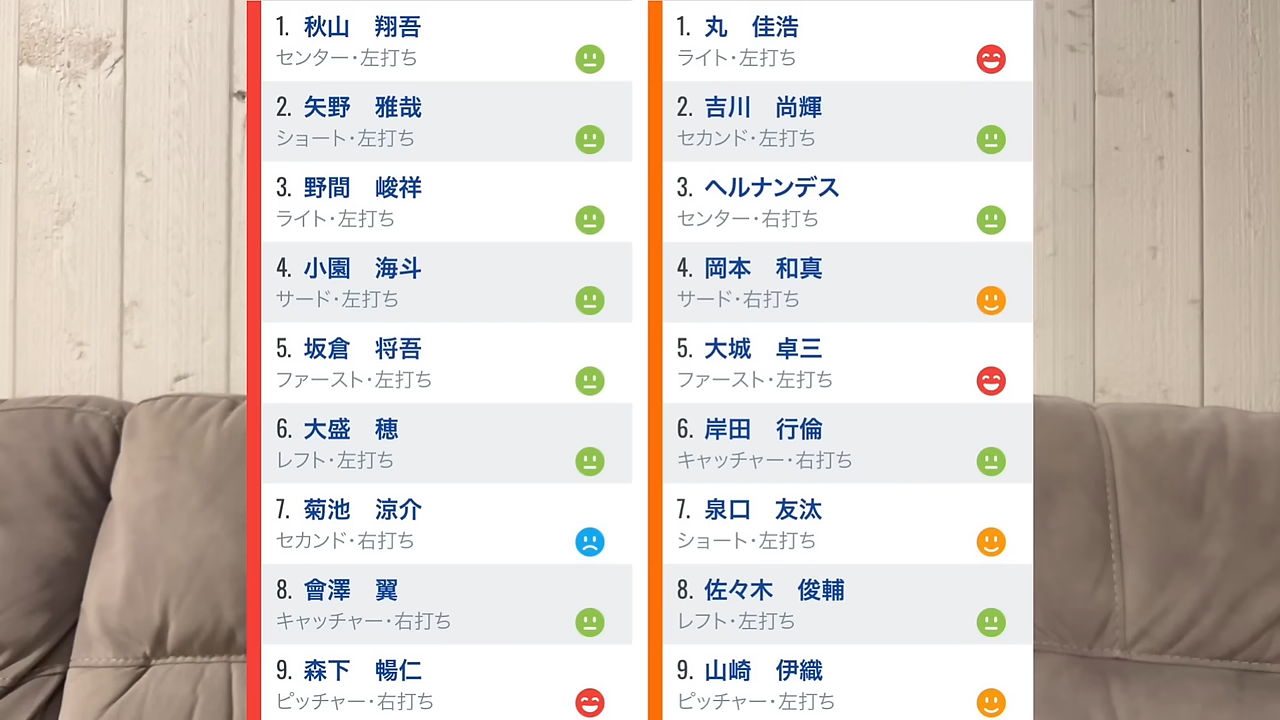 1. 秋山 翔吾
センター・左打ち
2. 矢野 雅哉
ショート・左打ち
3. 野間 峻祥
ライト・左打ち
4. 小園 海斗
サード・左打ち
5. 坂倉 将吾
ファースト・左打ち
6. 大盛 穂
レフト・左打ち
7. 菊池 涼介
セカンド・右打ち
8. 會澤 翼
キャッチャー・右打ち
9. 森下 暢仁
ピッチャー・右打ち
1. 丸 佳浩
ライト・左打ち
2. 吉川 尚輝
セカンド・左打ち
3. ヘルナンデス
センター・右打ち
4. 岡本 和真
サード・右打ち
5. 大城 卓三
ファースト・左打ち
6. 岸田 行倫
キャッチャー・右打ち
7. 泉口 友汰
ショート・左打ち
8. 佐々木 俊輔
レフト・左打ち
9. 山崎 伊織
ピッチャー・左打ち